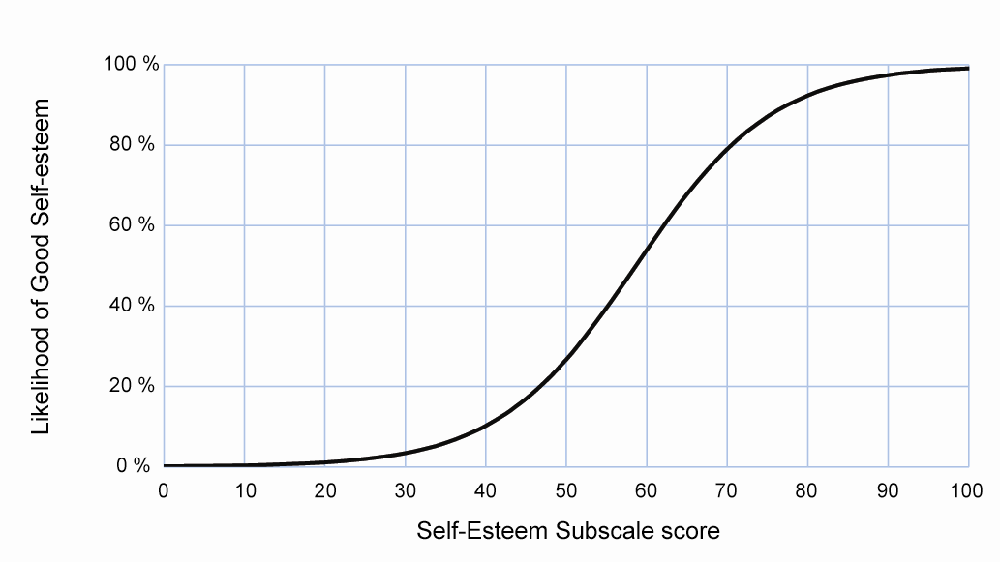 Likelihood of Good Self-esteem
100 %
80 %
60 %
40 %
20 %
0 %
0 10 20 30 40 50 60 70 80 90 100
Self-Esteem Subscale score